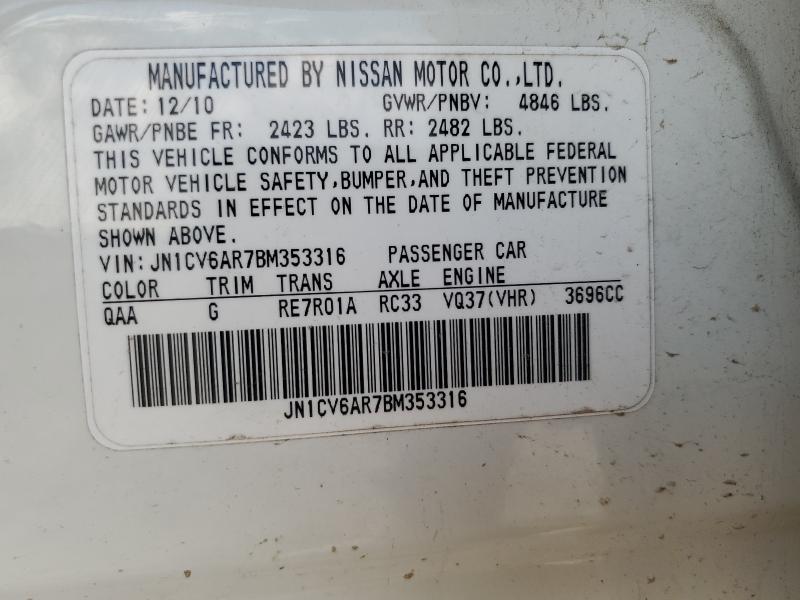 MANUFACTURED BY NISSAN MOTOR CO.,LTD.
DATE: 12/10 GVWR/PNBV: 4846 LBS.
GAWR/PNBE FR: 2423 LBS. RR: 2482 LBS.
THIS VEHICLE CONFORMS TO ALL APPLICABLE FEDERAL
MOTOR VEHICLE SAFETY,BUMPER,AND THEFT PREVENTION
STANDARDS IN EFFECT ON THE DATE OF MANUFACTURE
SHOWN ABOVE.
VIN:JN1CV6AR7BM353316 PASSENGER CAR
COLOR TRIM TRANS AXLE ENGINE
QAA G RE7R01A RC33 VQ37(VHR) 3696CC
JN1CV6AR7BM353316